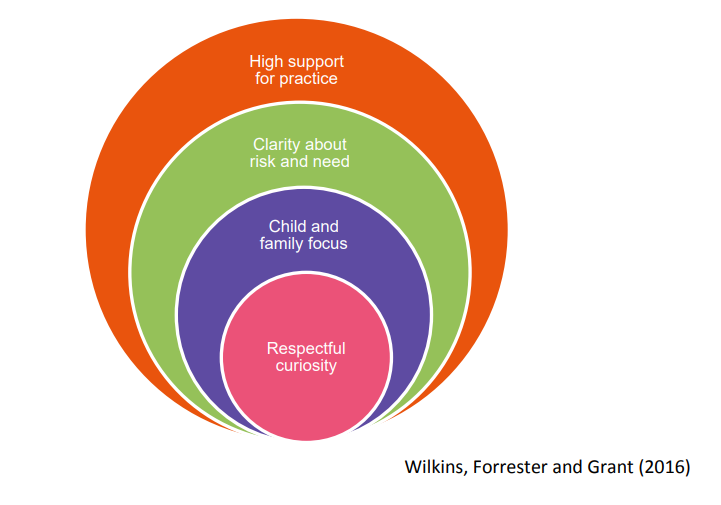 High support
for practice
Clarity about
risk and need
Child and
family focus
Respectful
curiosity
Wilkins, Forrester and Grant (2016)